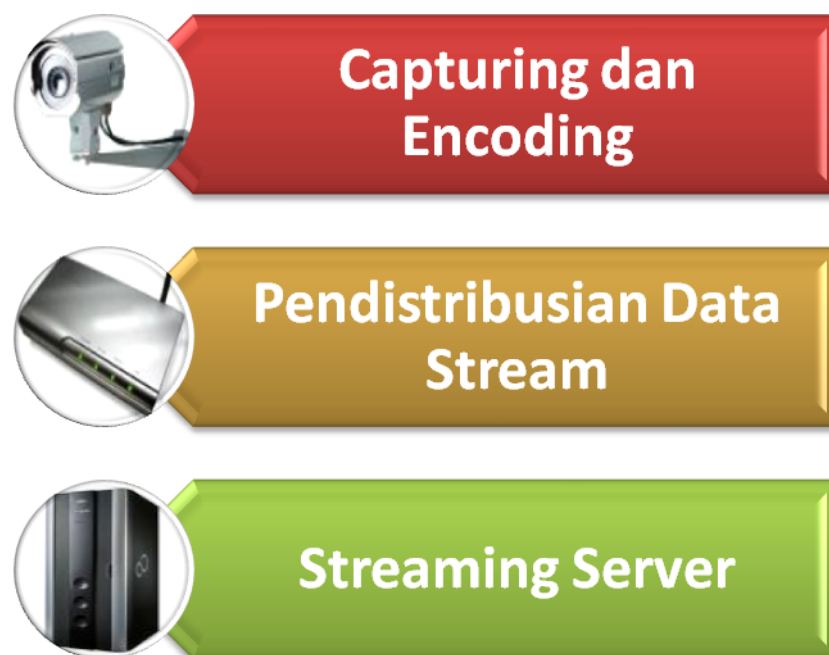 Capturing dan
Encoding
Pendistribusian Data
Stream
Streaming Server